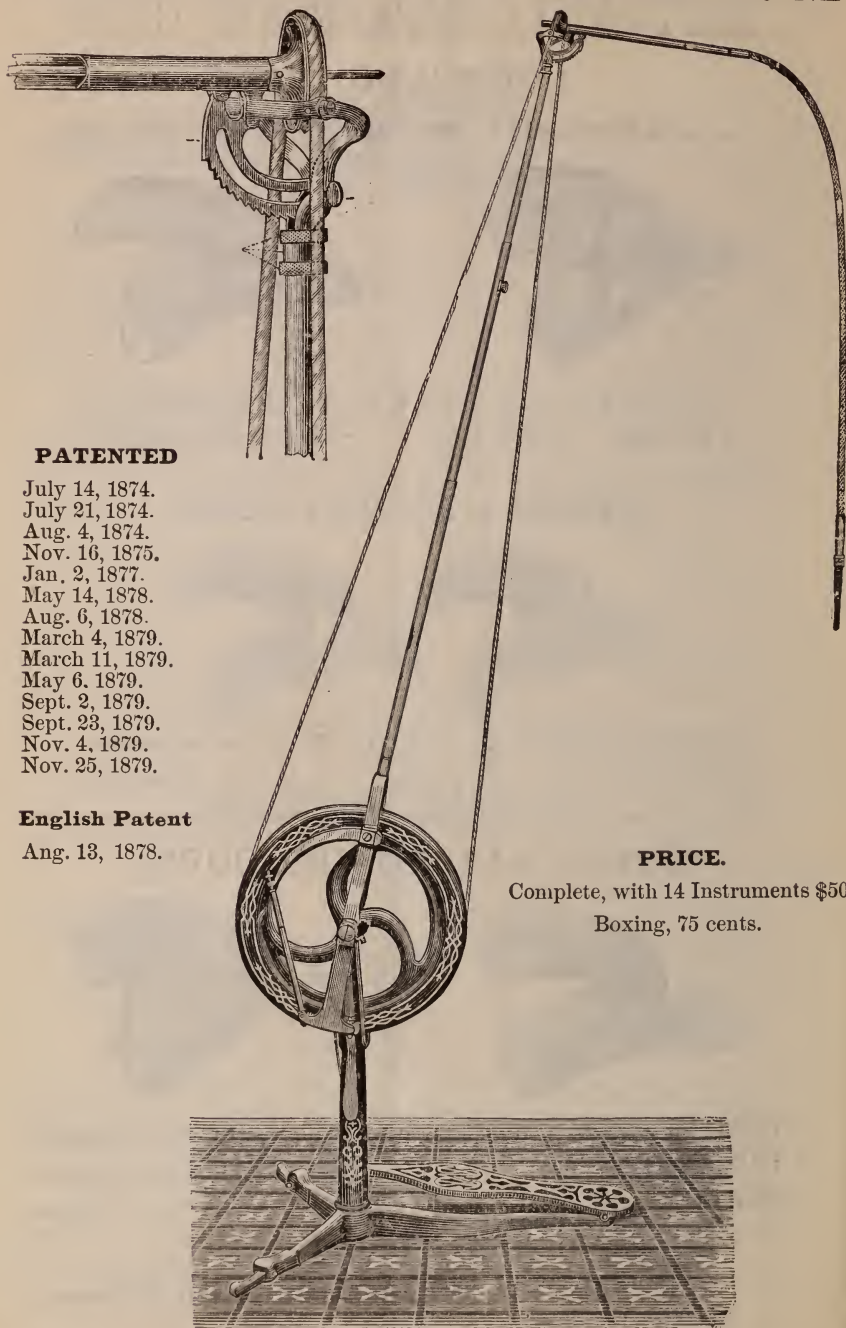 PATENTED
July 14, 1874.
July 21, 1874.
Aug. 4, 1874.
Nov. 16, 1875.
Jan. 2, 1877.
May 14, 1878.
Aug. 6, 1878.
March 4, 1879.
March 11, 1879.
May 6. 1879.
Sept. 2, 1879.
Sept. 23, 1879.
Nov. 4, 1879.
Nov. 25, 1879.
English Patent
Ang. 13, 1878.
PRICE.
Complete, with 14 Instruments $50
Boxing, 75 cents.